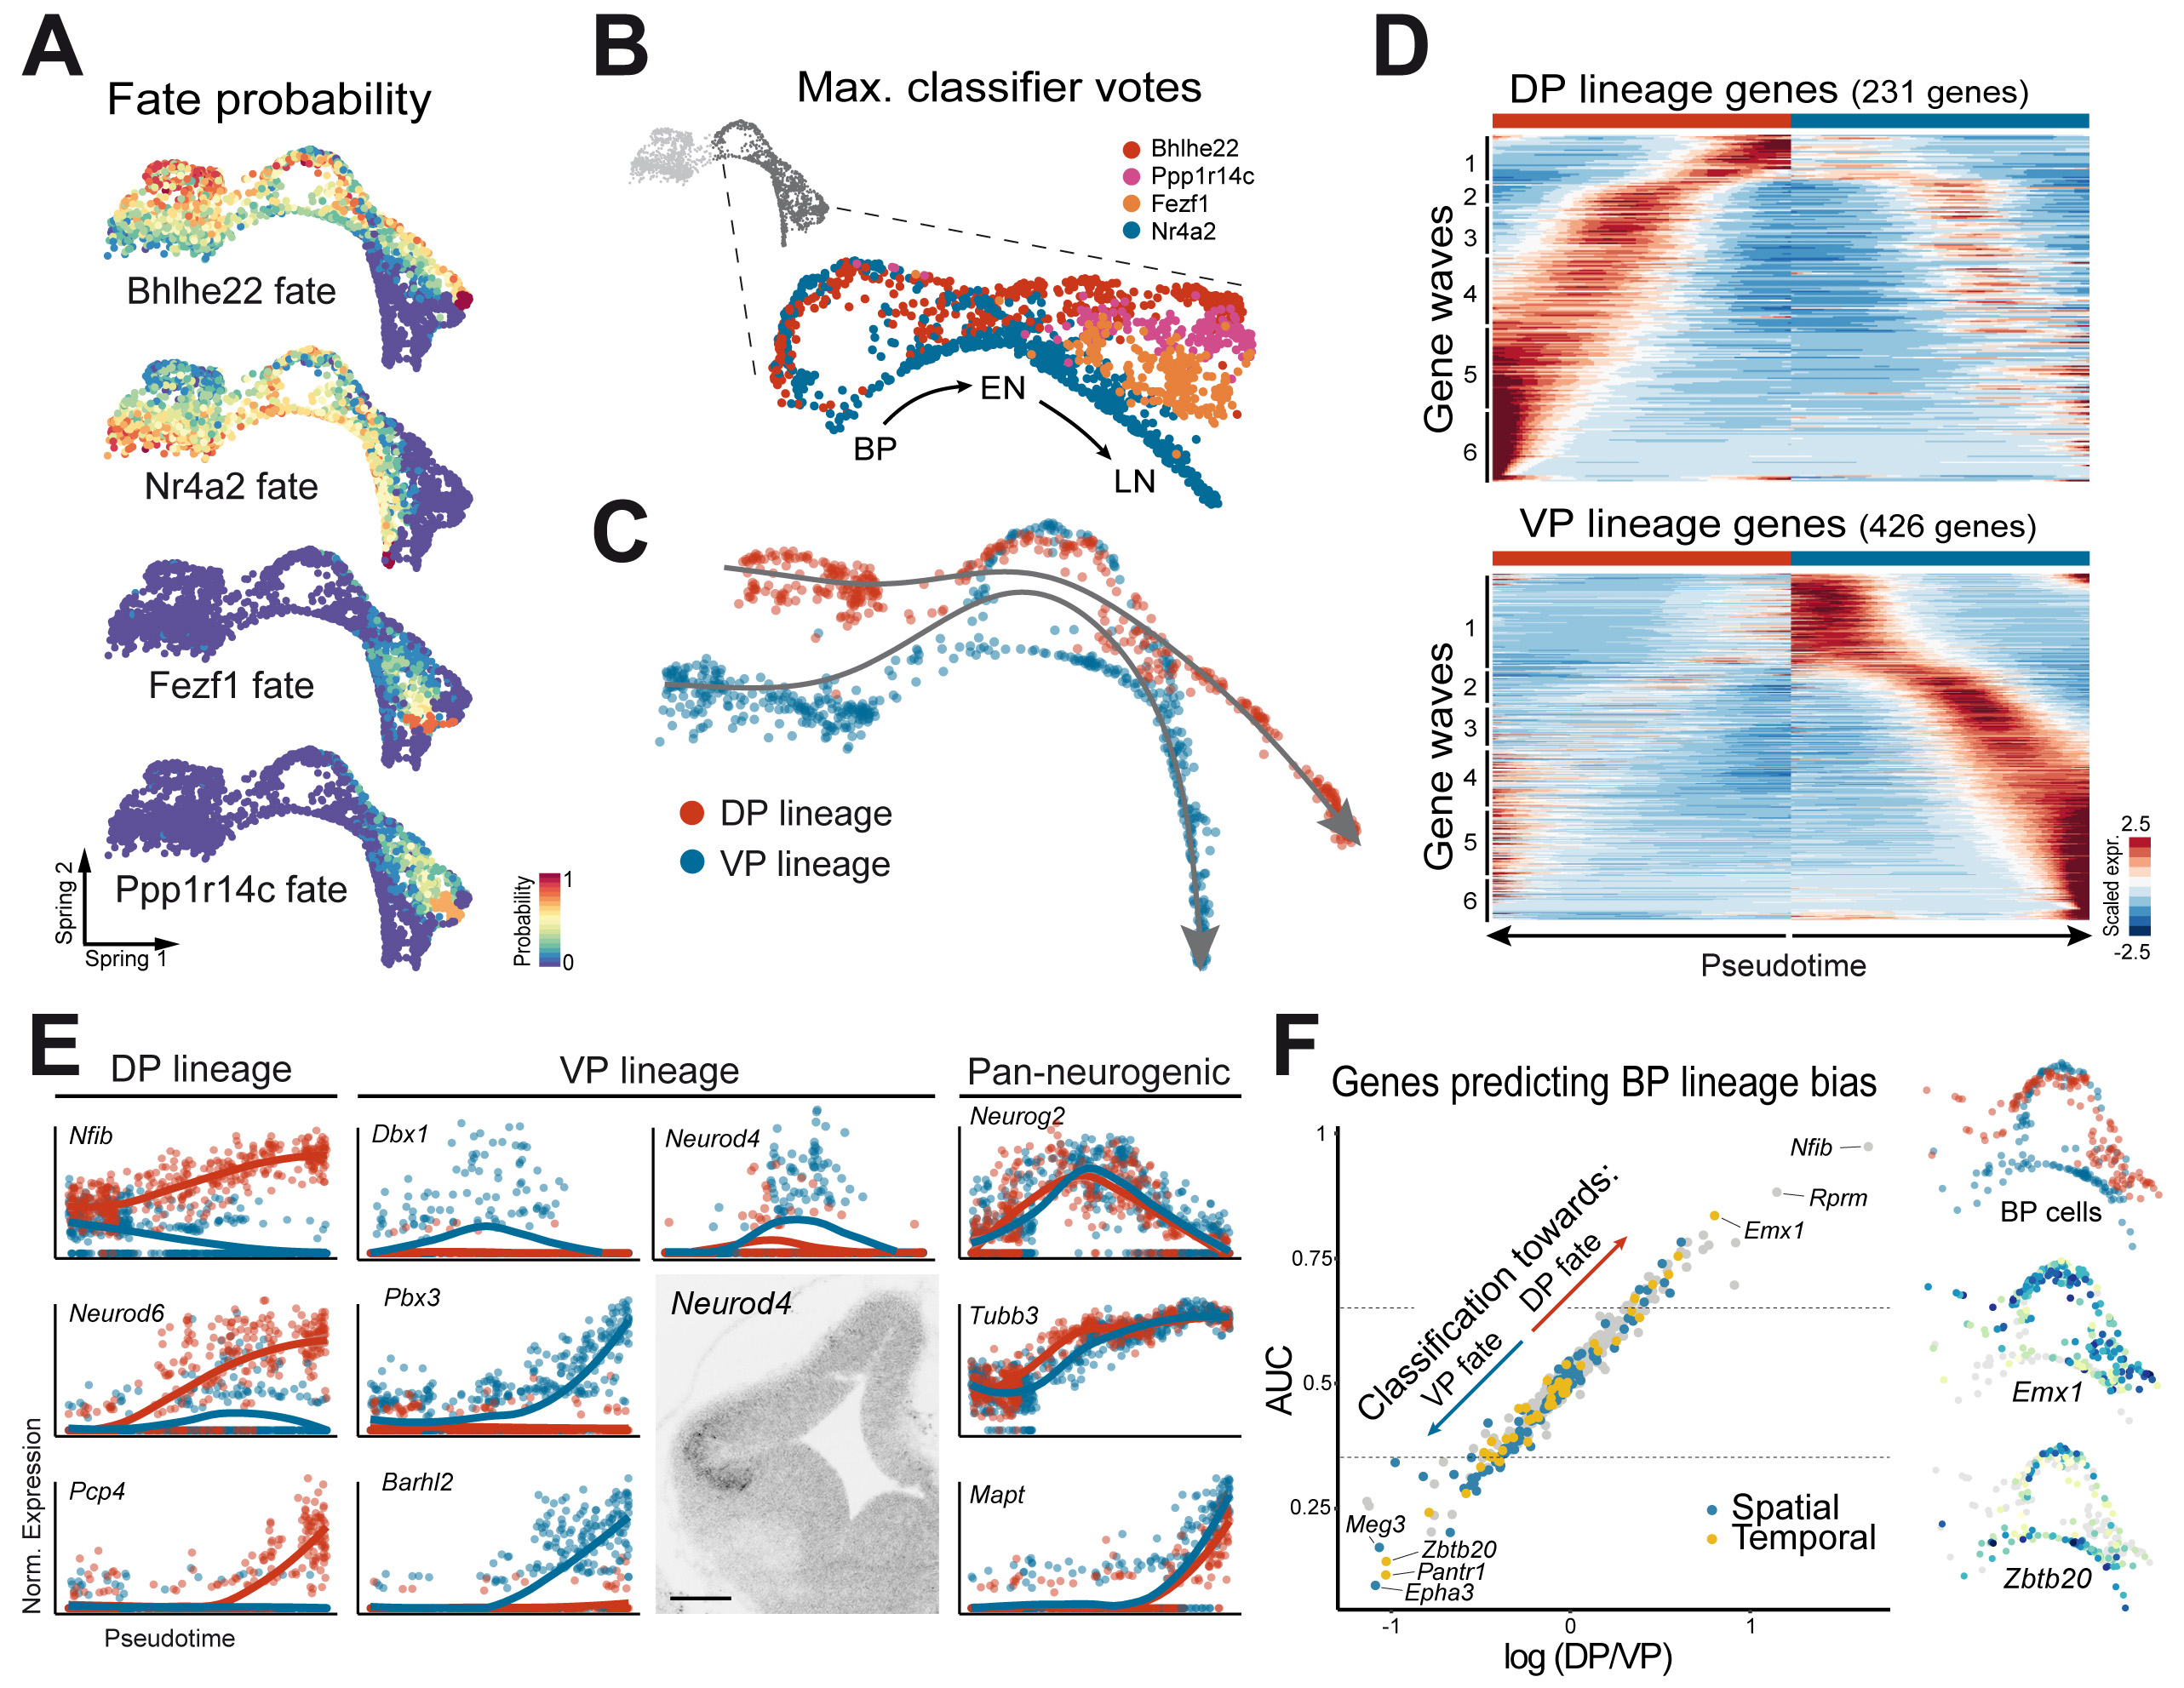 A
Fate probability
Bhlhe22 fate
Nr4a2 fate
Fezf1 fate
Ppp1r14c fate
Spring 2
Spring 1
Probability
1
0
B
Max. classifier votes
Bhlhe22
Ppp1r14c
Fezf1
Nr4a2
BP
EN
LN
C
DP lineage
VP lineage
D
DP lineage genes (231 genes)
Gene waves
1
2
3
4
5
6
VP lineage genes (426 genes)
Gene waves
1
2
3
4
5
6
Pseudotime
Scaled expr.
2.5
-2.5
E
DP lineage
VP lineage
Pan-neurogenic
Nfib
Dbx1
Neurod4
Neurog2
Neurod6
Pbx3
Neurod4
Tubb3
Pcp4
Barhl2
Mapt
Norm. Expression
Pseudotime
F
Genes predicting BP lineage bias
AUC
1
0.75
0.5
0.25
Classification towards:
DP fate
VP fate
Nfib
Rprm
Emx1
Meg3
Zbtb20
Pantr1
Epha3
Spatial
Temporal
-1
0
1
log (DP/VP)
BP cells
Emx1
Zbtb20